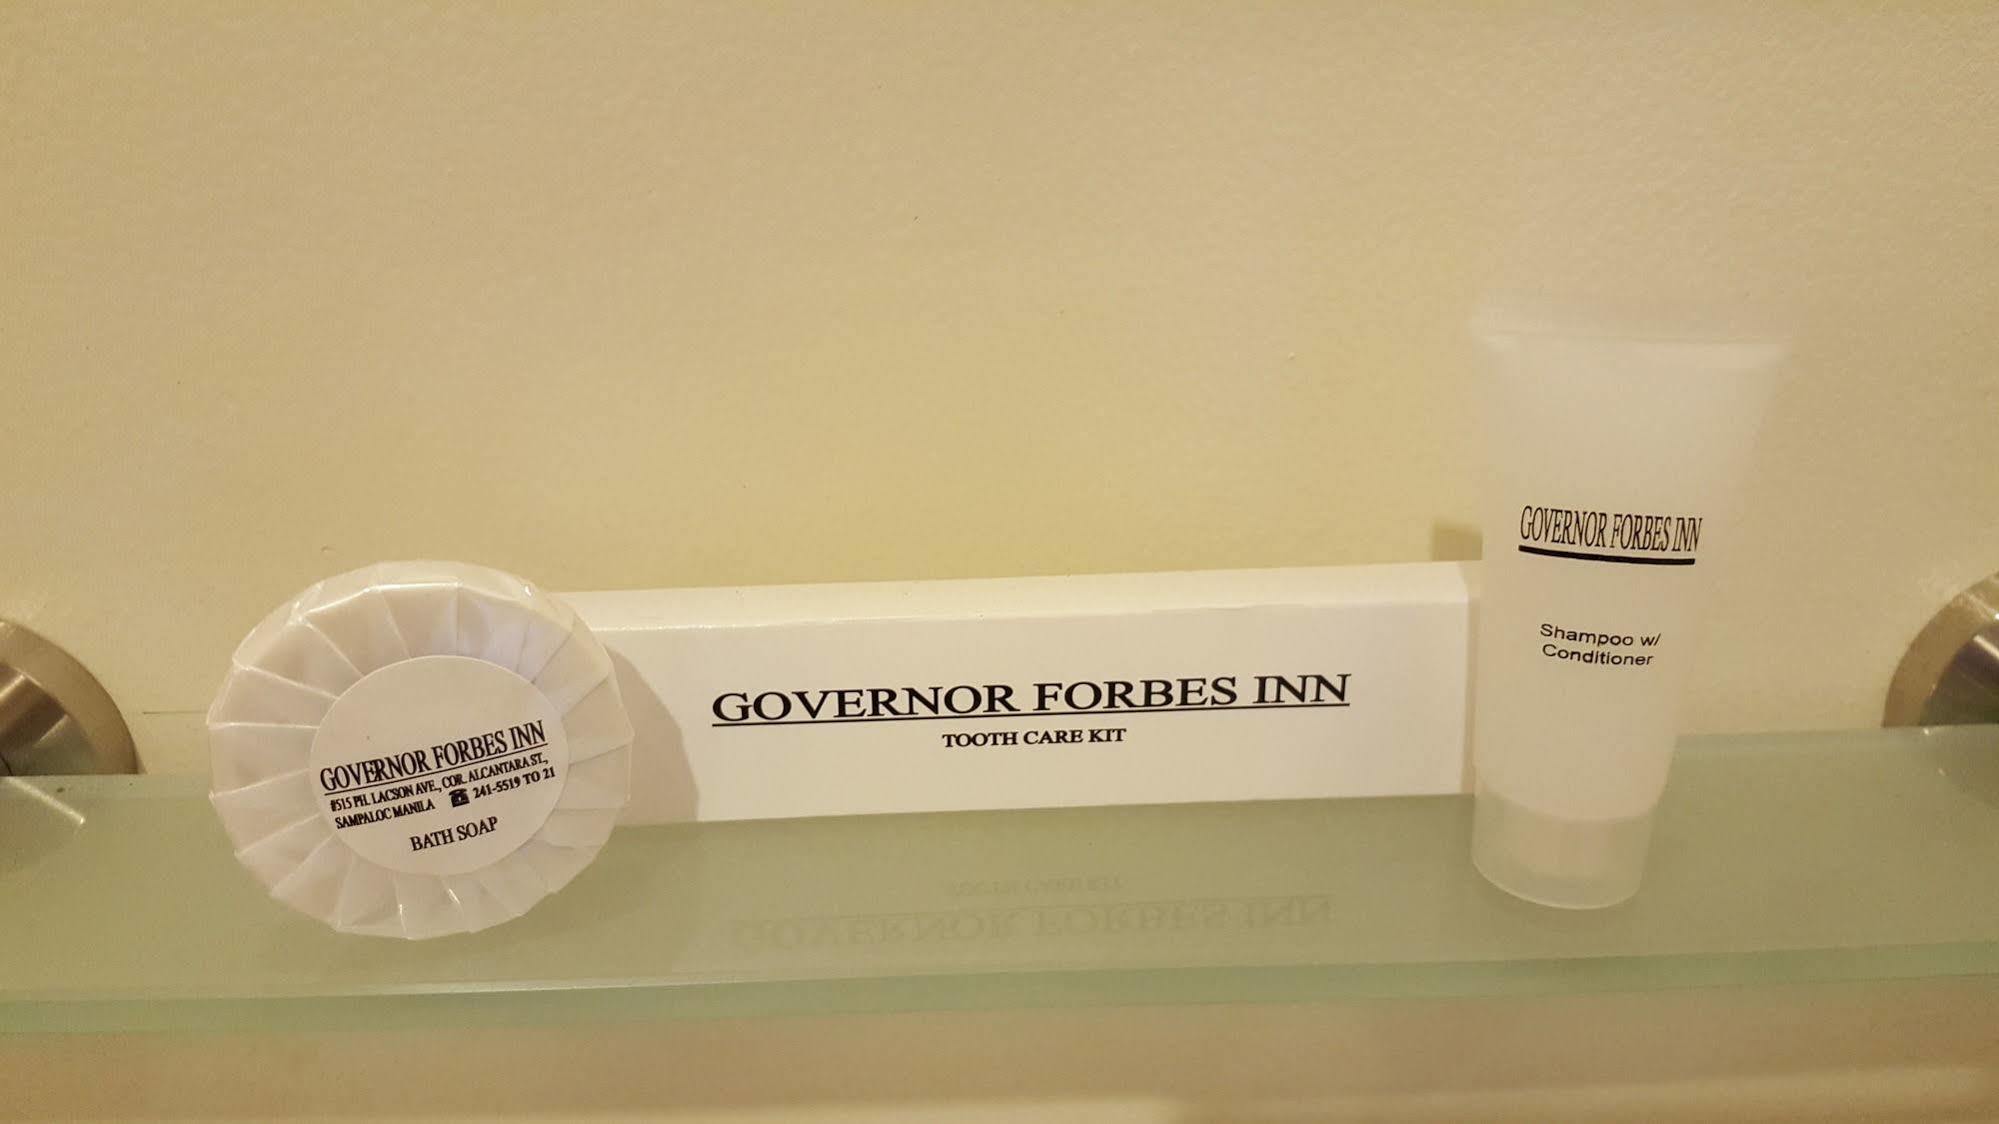 GOVERNOR FORBES INN
#515 PH. LACSON AVE., COR. ALCANTARA ST.,
SAMPALOC MANILA ☎ 241-5519 TO 21
BATH SOAP
GOVERNOR FORBES INN
TOOTH CARE KIT
GOVERNOR FORBES INN
Shampoo w/
Conditioner